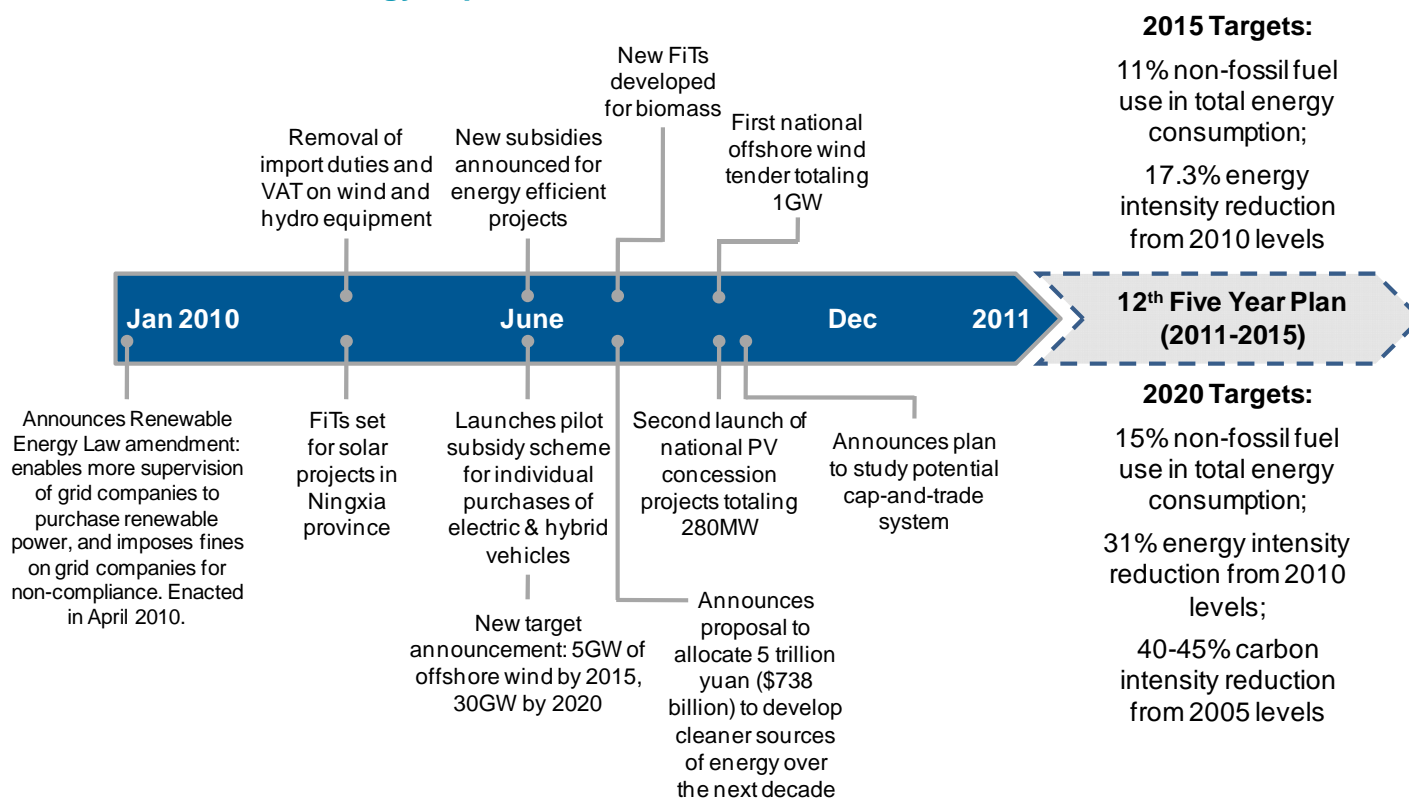 New FiTs
developed
for biomass
Removal of
import duties and
VAT on wind and
hydro equipment
New subsidies
announced for
energy efficient
projects
First national
offshore wind
tender totaling
1GW
2015 Targets:
11% non-fossil fuel
use in total energy
consumption;
17.3% energy
intensity reduction
from 2010 levels
Jan 2010
June
Dec
2011
12th Five Year Plan
(2011-2015)
Announces Renewable
Energy Law amendment:
enables more supervision
of grid companies to
purchase renewable
power, and imposes fines
on grid companies for
non-compliance. Enacted
in April 2010.
FiTs set
for solar
projects in
Ningxia
province
Launches pilot
subsidy scheme
for individual
purchases of
electric & hybrid
vehicles
New target
announcement: 5GW of
offshore wind by 2015,
30GW by 2020
Second launch of
national PV
concession
projects totaling
280MW
Announces
proposal to
allocate 5 trillion
yuan ($738
billion) to develop
cleaner sources
of energy over
the next decade
Announces plan
to study potential
cap-and-trade
system
2020 Targets:
15% non-fossil fuel
use in total energy
consumption;
31% energy intensity
reduction from 2010
levels;
40-45% carbon
intensity reduction
from 2005 levels